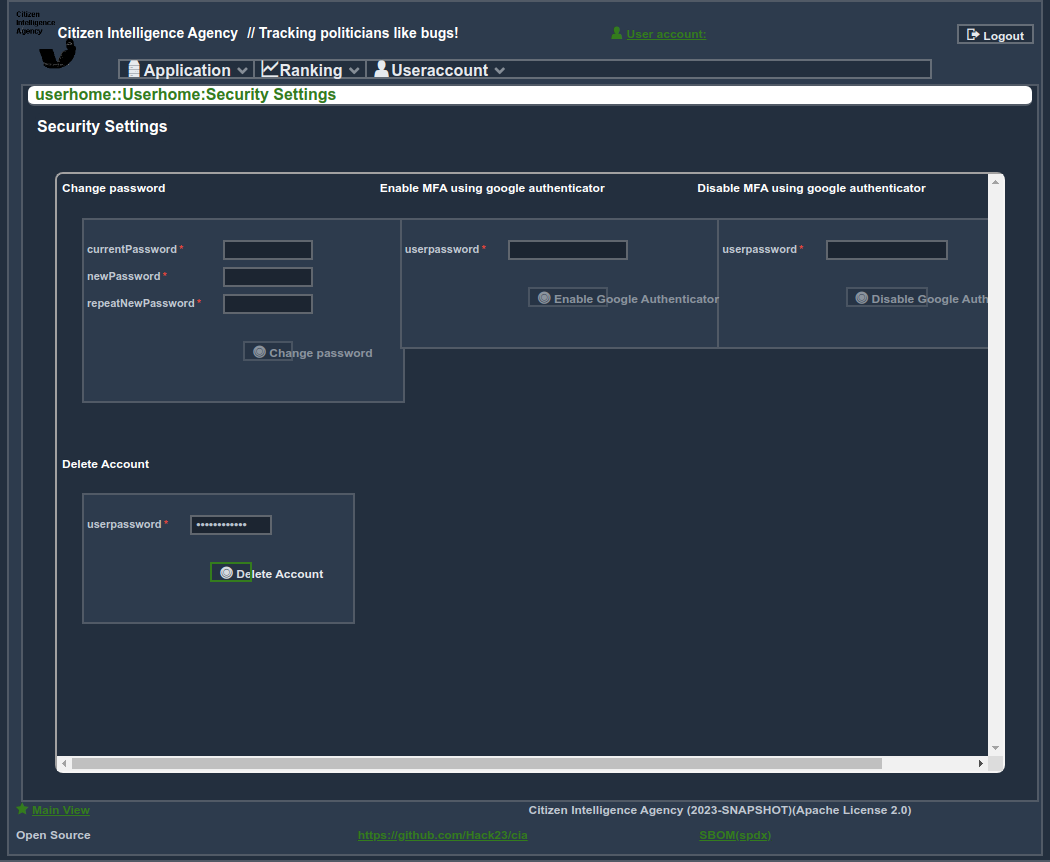 Citizen
Intelligence
Agency
Citizen Intelligence Agency // Tracking politicians like bugs!
User account:
Logout
Application
Ranking
Useraccount
userhome::Userhome:Security Settings
Security Settings
Change password
Enable MFA using google authenticator
Disable MFA using google authenticator
currentPassword *
userpassword *
userpassword *
newPassword *
repeatNewPassword *
Enable Google Authenticator
Disable Google Auth
Change password
Delete Account
userpassword *
••••••••••••
Delete Account
Main View
Citizen Intelligence Agency (2023-SNAPSHOT)(Apache License 2.0)
Open Source
https://github.com/Hack23/cia
SBOM(spdx)